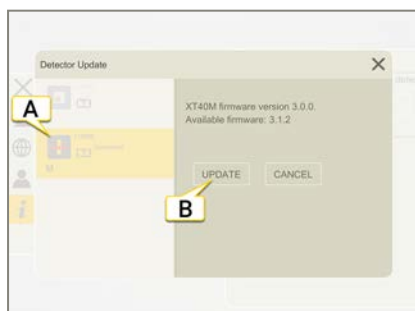 Detector Update
A
M
XT40M firmware version 3.0.0.
Available firmware: 3.1.2
UPDATE
CANCEL
B